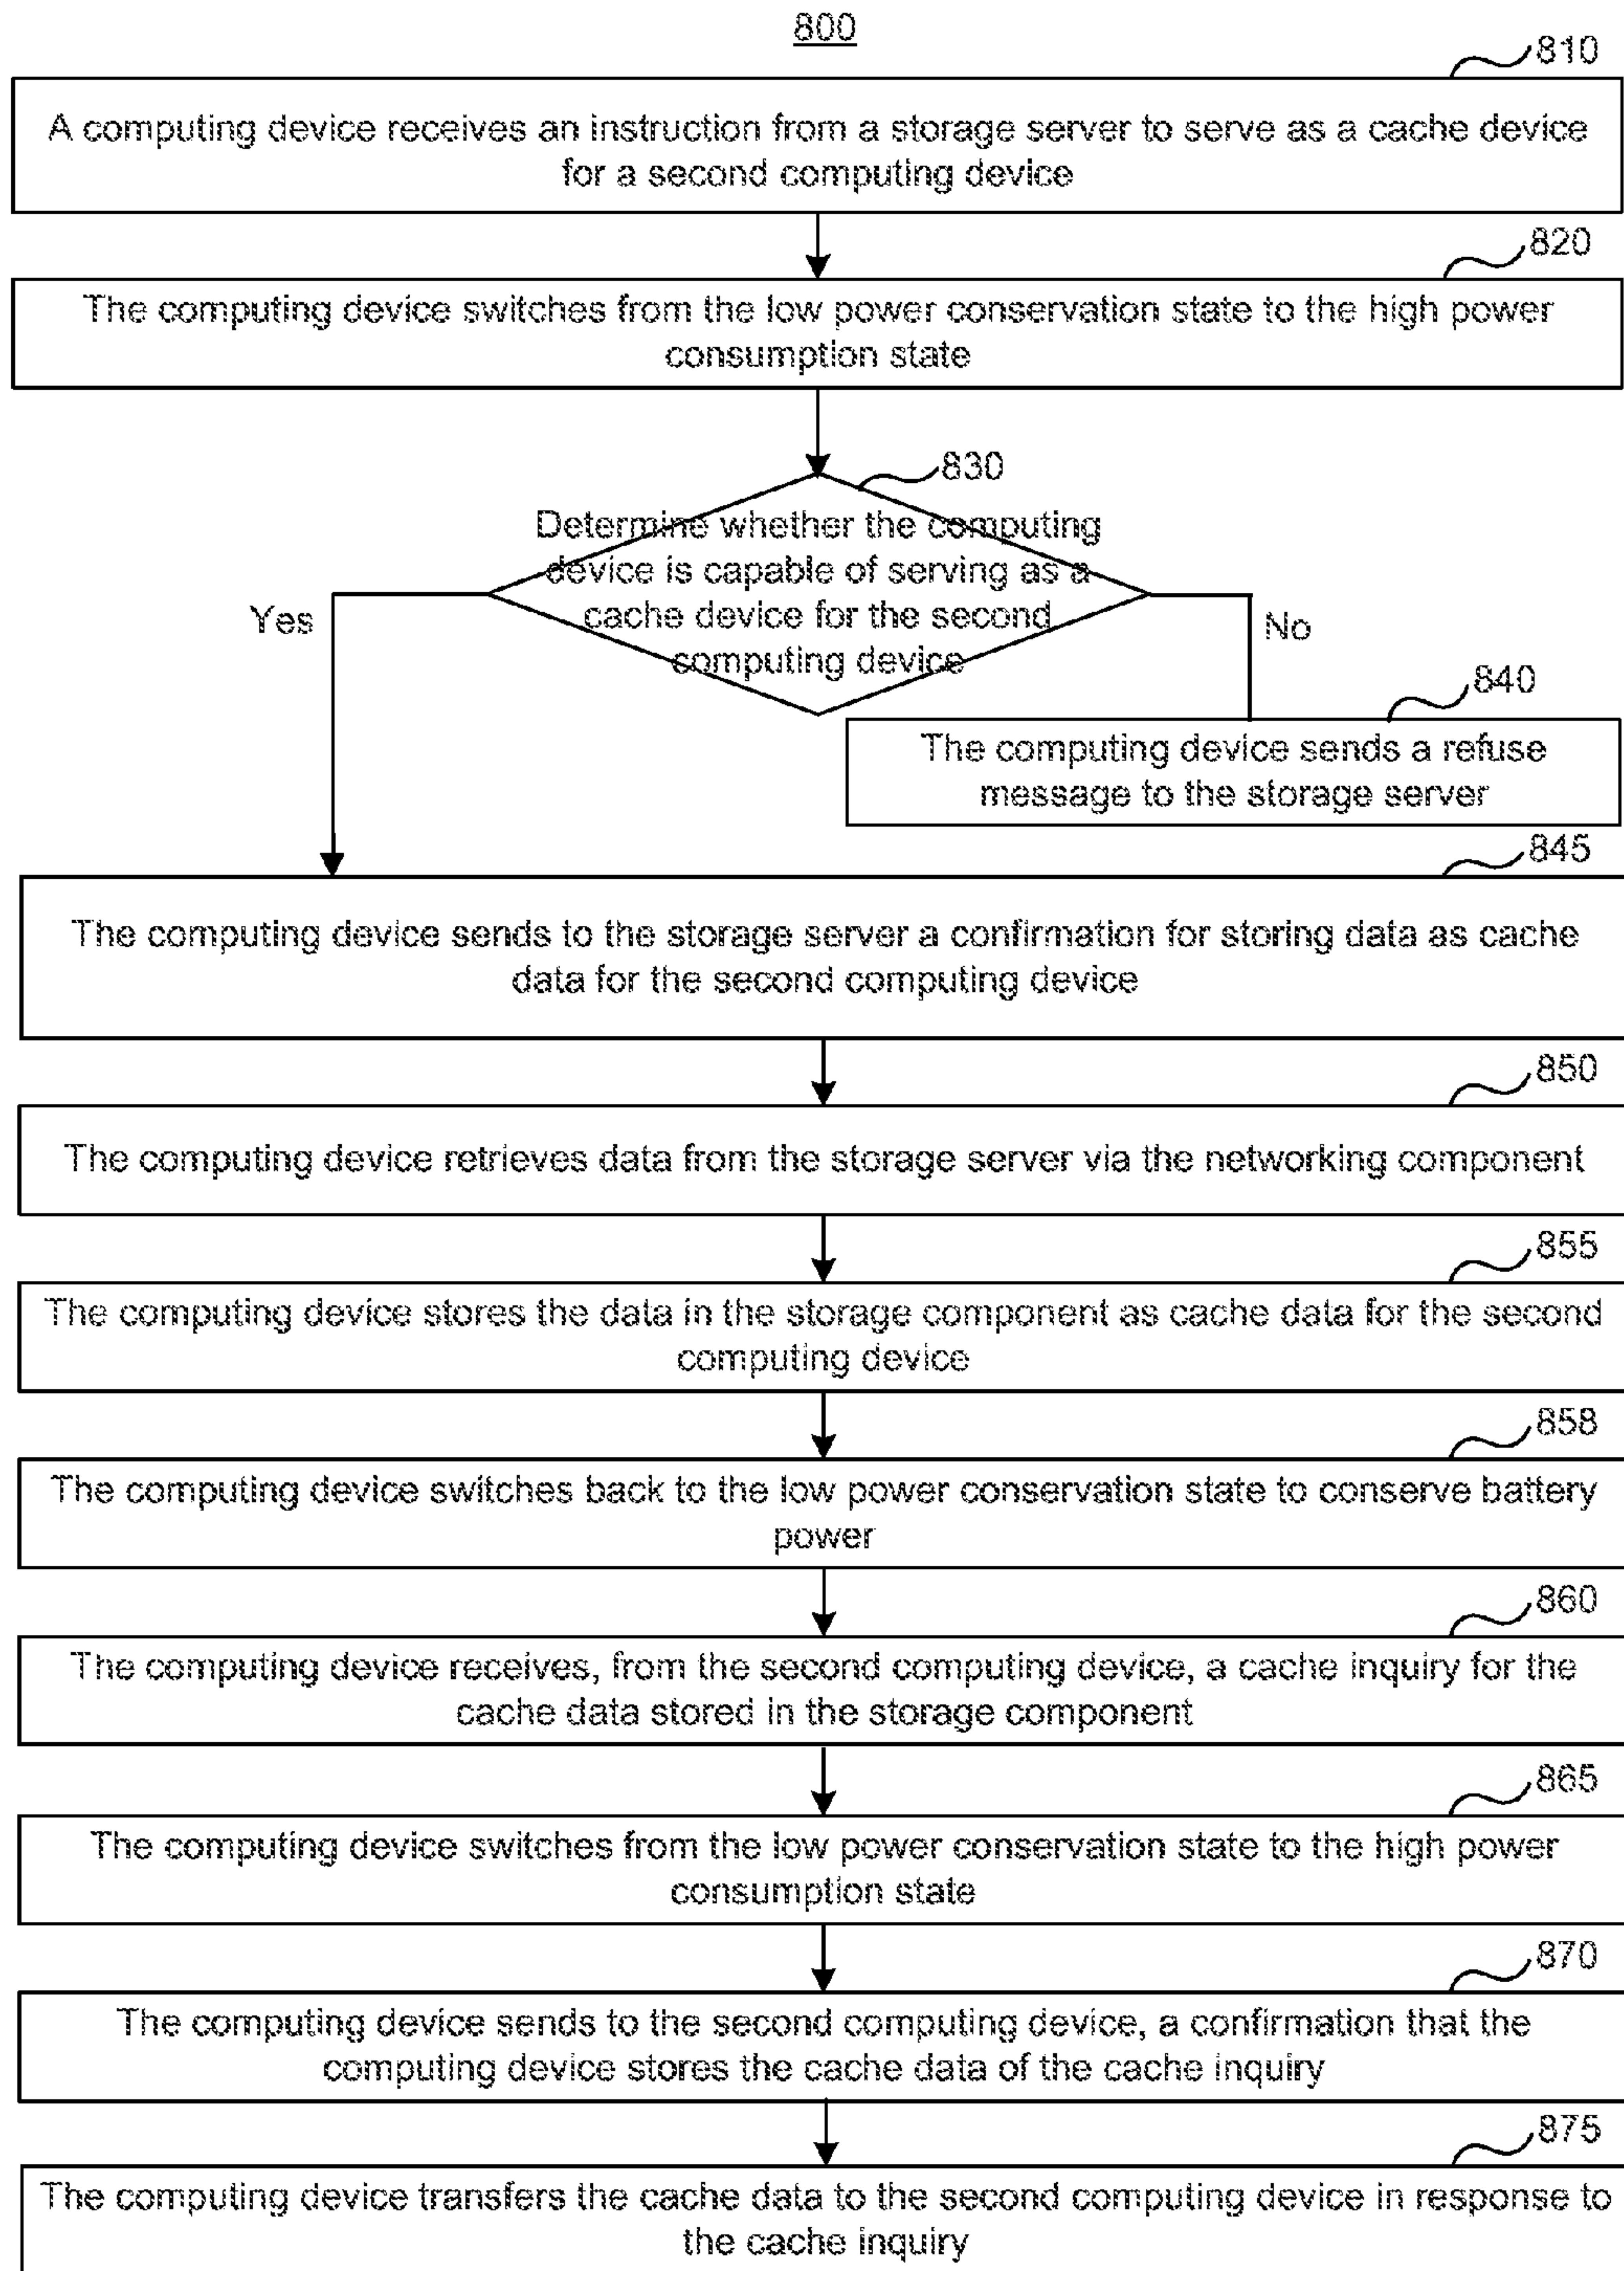 800
810
A computing device receives an instruction from a storage server to serve as a cache device
for a second computing device
820
The computing device switches from the low power conservation state to the high power
consumption state
830
Determine whether the computing
device is capable of serving as a
cache device for the second
computing device
Yes
No
840
The computing device sends a refuse
message to the storage server
845
The computing device sends to the storage server a confirmation for storing data as cache
data for the second computing device
850
The computing device retrieves data from the storage server via the networking component
855
The computing device stores the data in the storage component as cache data for the second
computing device
858
The computing device switches back to the low power conservation state to conserve battery
power
860
The computing device receives, from the second computing device, a cache inquiry for the
cache data stored in the storage component
865
The computing device switches from the low power conservation state to the high power
consumption state
870
The computing device sends to the second computing device, a confirmation that the
computing device stores the cache data of the cache inquiry
875
The computing device transfers the cache data to the second computing device in response to
the cache inquiry